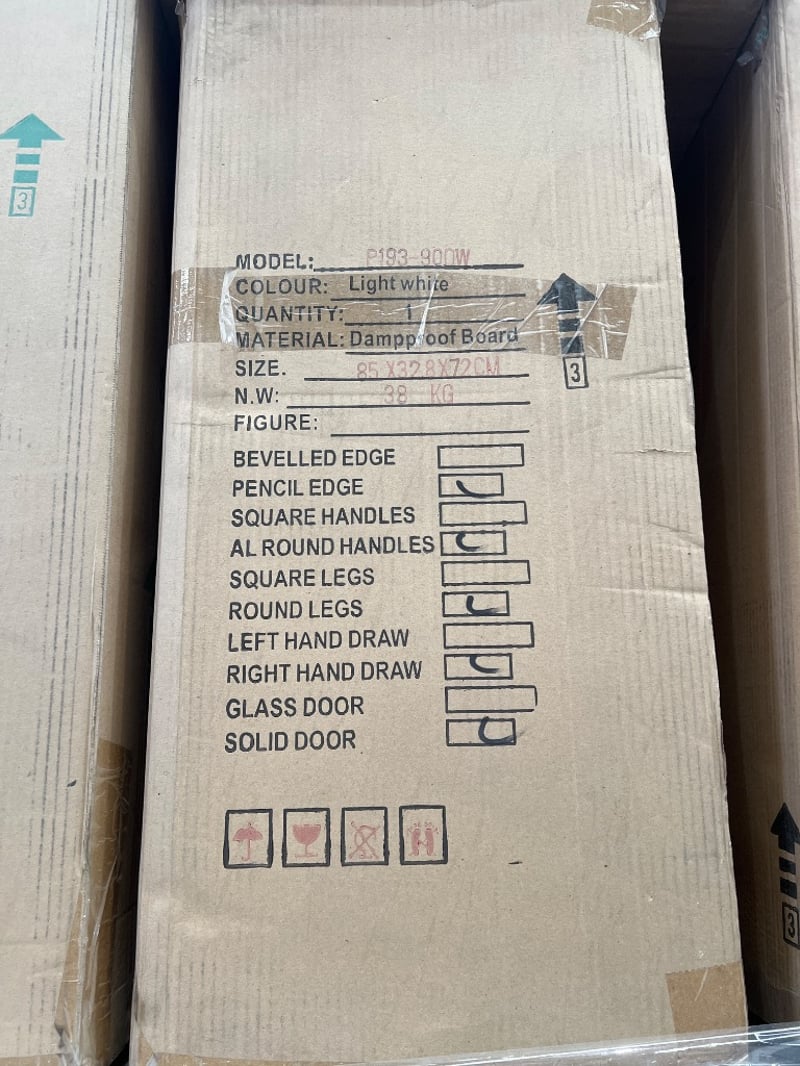 3
MODEL: P193-900W
COLOUR: Light white
QUANTITY: 1
MATERIAL: Dampproof Board
SIZE. 85X32.8X72CM
3
N.W: 38 KG
FIGURE:
BEVELLED EDGE
PENCIL EDGE
SQUARE HANDLES
AL ROUND HANDLES
SQUARE LEGS
ROUND LEGS
LEFT HAND DRAW
RIGHT HAND DRAW
GLASS DOOR
SOLID DOOR
3